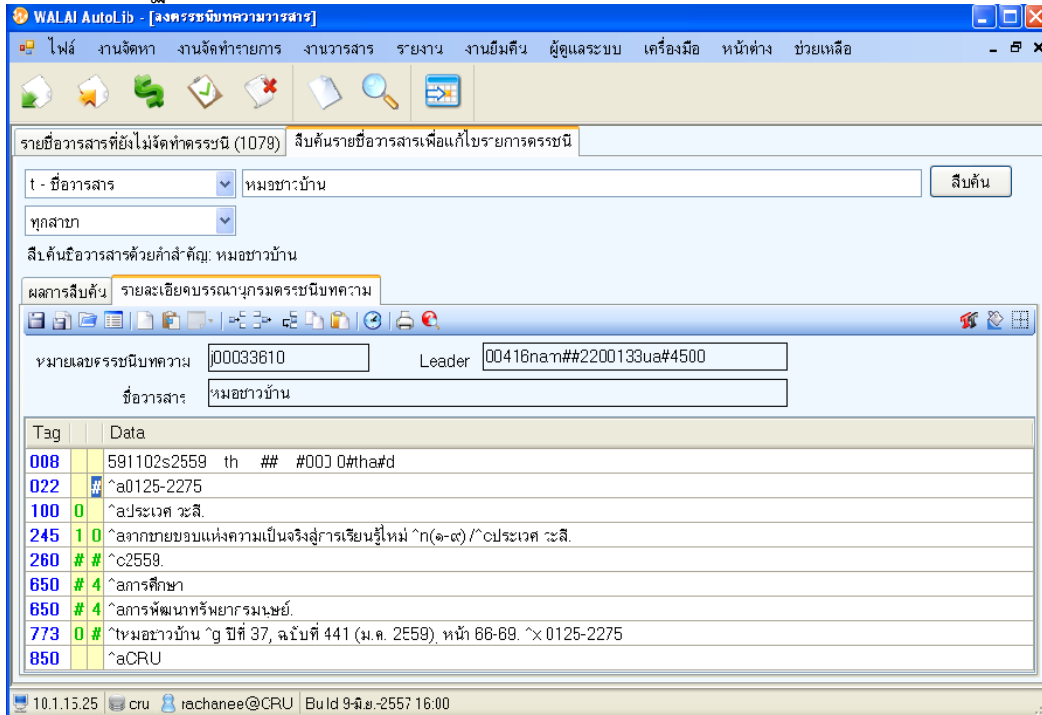 WALAI AutoLib - [ลงดรรชนีบทความวารสาร]
ไฟล์ งานจัดหา งานจัดทำรายการ งานวารสาร รายงาน งานยืมคืน ผู้ดูแลระบบ เครื่องมือ หน้าต่าง ช่วยเหลือ
รายชื่อวารสารที่ยังไม่จัดทำดรรชนี (1079) สืบค้นรายชื่อวารสารเพื่อแก้ไขรายการดรรชนี
t - ชื่อวารสาร หมอชาวบ้าน สืบค้น
ทุกสาขา
สืบค้นชื่อวารสารด้วยคำสำคัญ: หมอชาวบ้าน
ผลการสืบค้น รายละเอียดบรรณานุกรมดรรชนีบทความ
หมายเลขดรรชนีบทความ j00033610 Leader 00416nam##2200133ua#4500
ชื่อวารสาร หมอชาวบ้าน
Tag Data
008 591102s2559 th ## #000 0#tha#d
022 # ^a0125-2275
100 0 ^aประเวศ วะสี.
245 1 0 ^aจากชายขอบแห่งความเป็นจริงสู่การเรียนรู้ใหม่ ^n(๑-๙) /^cประเวศ วะสี.
260 # # ^c2559.
650 # 4 ^aการศึกษา
650 # 4 ^aการพัฒนาทรัพยากรมนุษย์.
773 0 # ^tหมอชาวบ้าน ^g ปีที่ 37, ฉบับที่ 441 (ม.ค. 2559), หน้า 66-69. ^x 0125-2275
850 ^aCRU
10.1.15.25 cru rachanee@CRU Build 9-มิ.ย.-2557 16:00